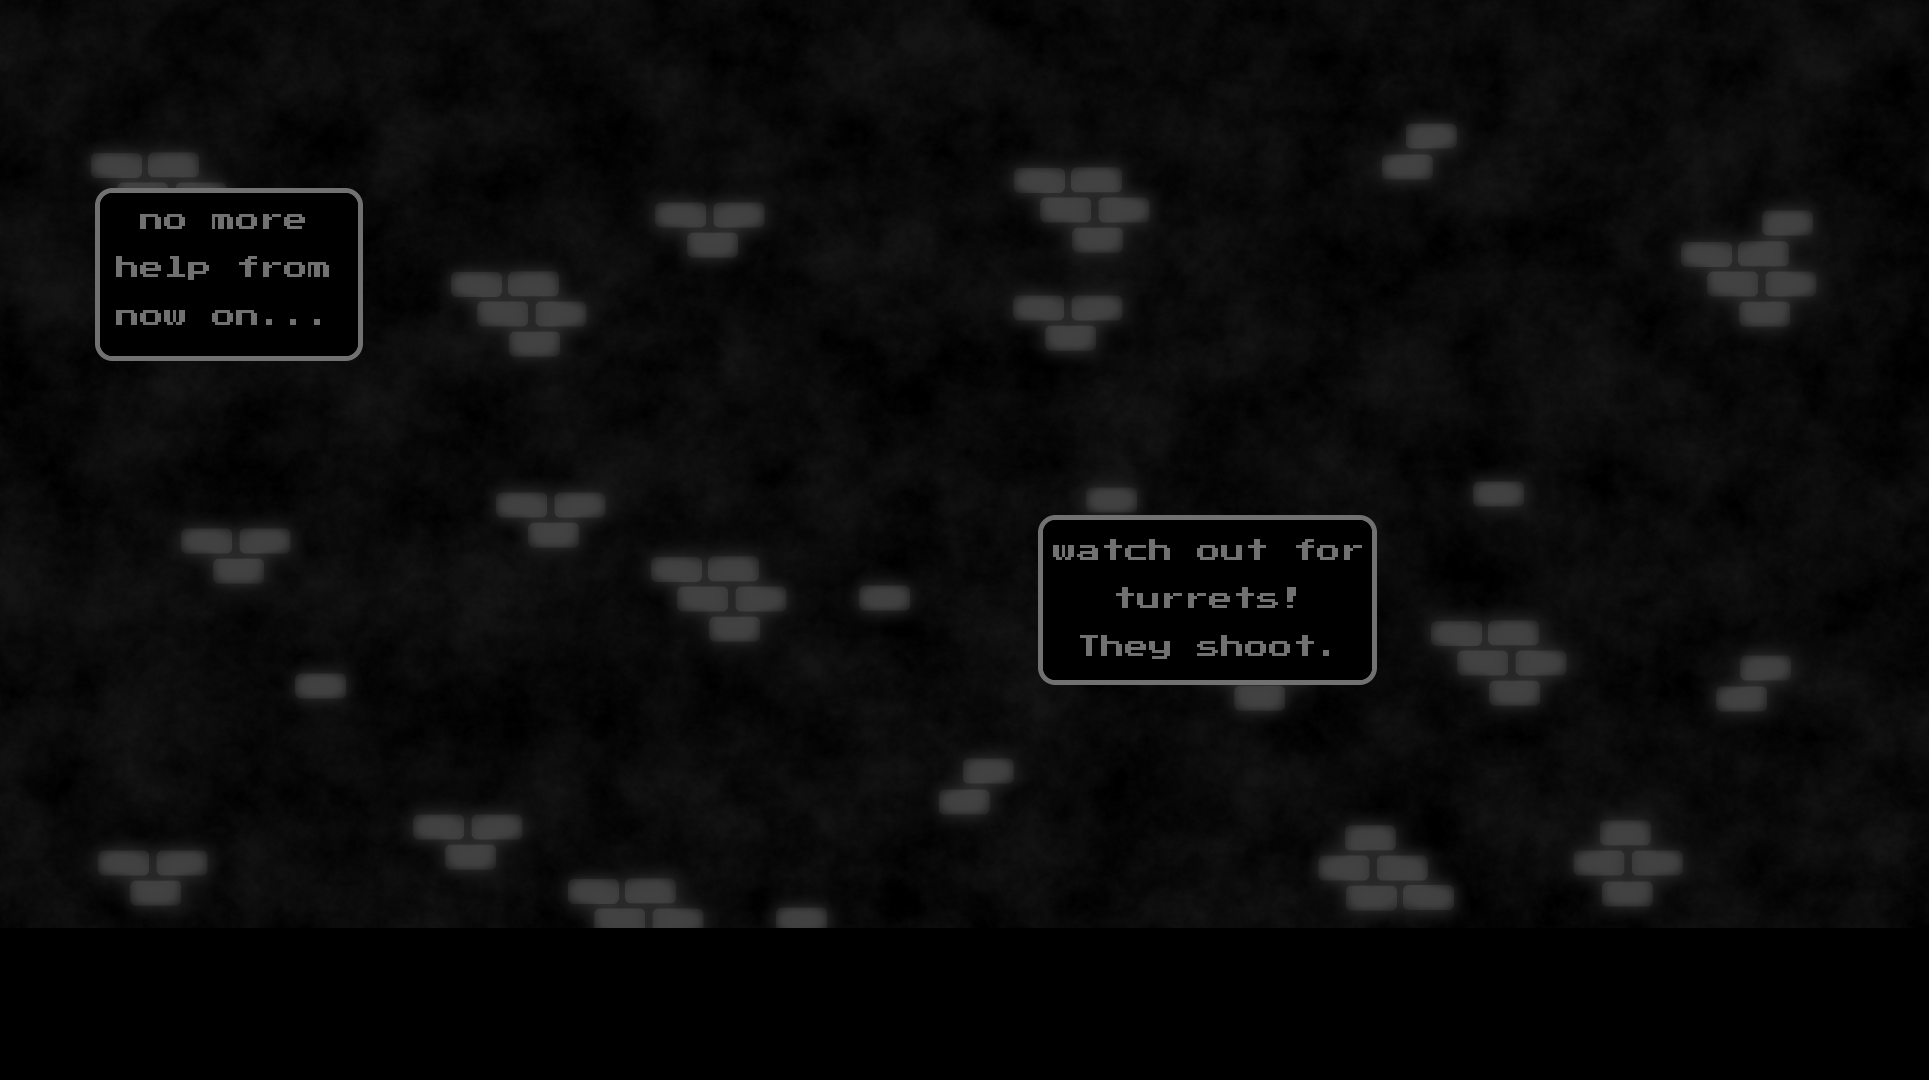 no more
help from
now on...
watch out for
turrets!
They shoot.